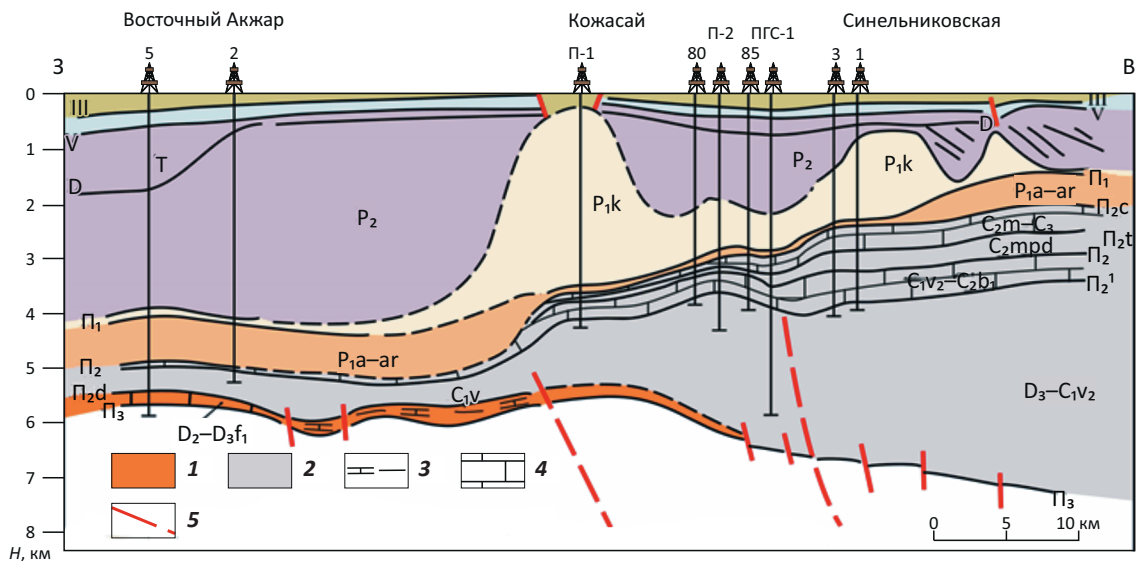 Восточный Акжар Кожасай Синельниковская
З 5 2 П-1 80 П-2 85 ПГС-1 3 1 В
0 III III
V V
D
1 T P₂ P₁k П₁
D P₁a–ar
2 P₂ P₁k П₂c
C₂m–C₃
C₂mpd П₂t
3 П₂
C₁v₂–C₂b₁ П₂¹
4 П₁
5 П₂ P₁a–ar
П₂d C₁v D₃–C₁v₂
П₃
6 D₂–D₃f₁
1 2 3 4
7 П₃
5 0 5 10 км
8
H, км